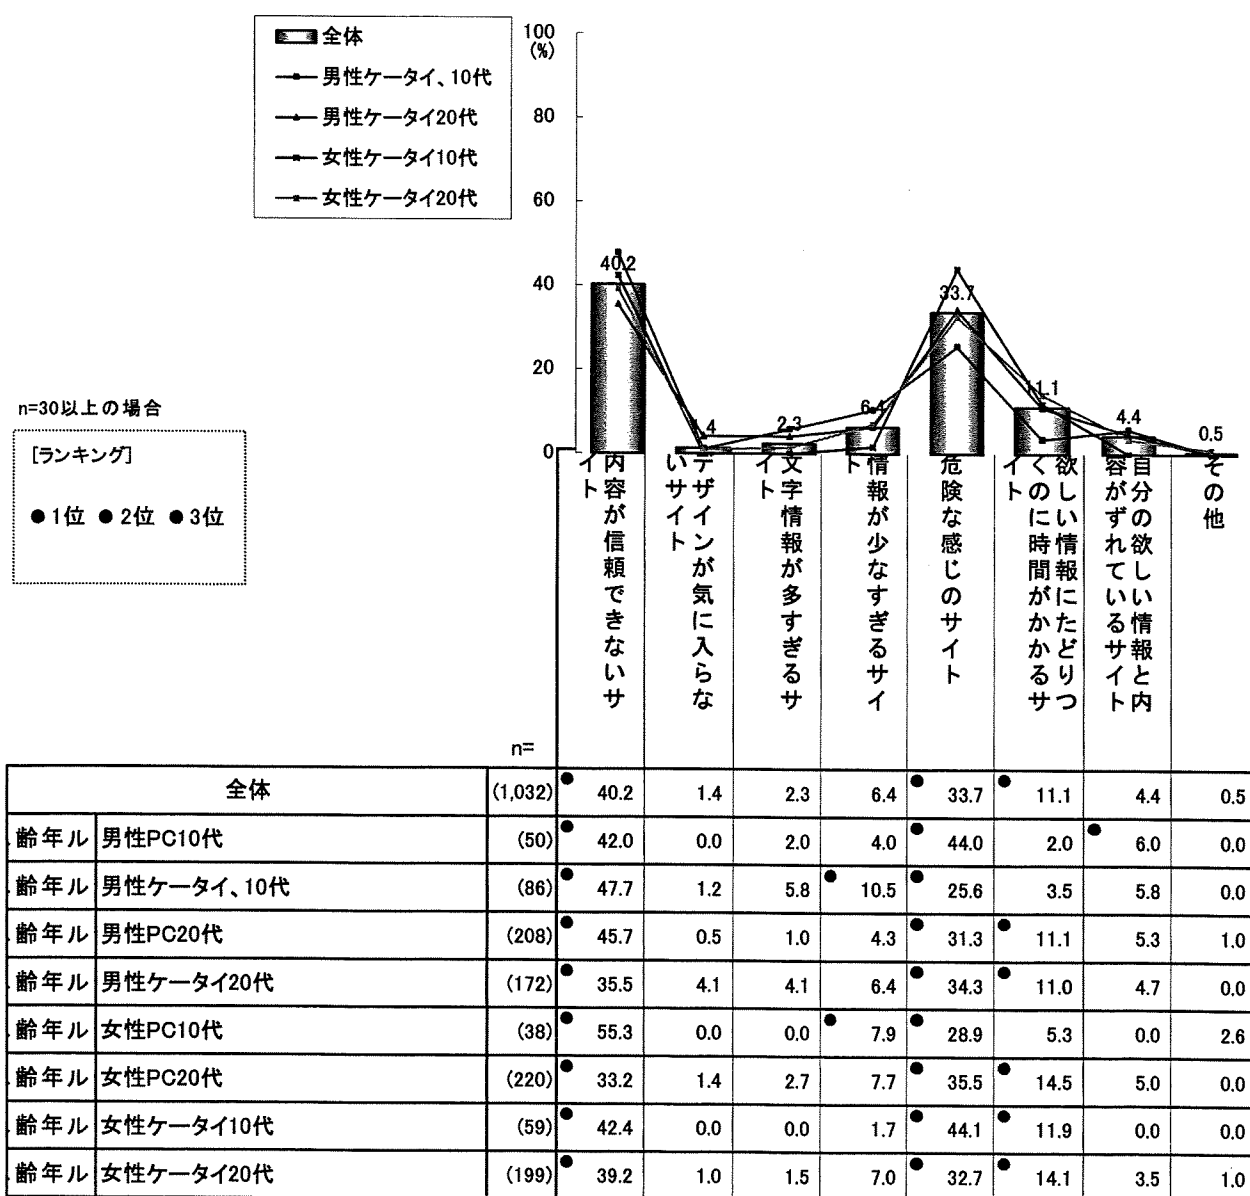 全体
男性ケータイ、10代
男性ケータイ20代
女性ケータイ10代
女性ケータイ20代
100
(%)
80
60
40
20
0
40.2
1.4
2.3
6.4
33.7
11.1
4.4
0.5
n=30以上の場合
[ランキング]
●1位 ●2位 ●3位
内容が信頼できないサ
イト
デザインが気に入らな
いサイト
文字情報が多すぎるサ
イト
情報が少なすぎるサイ
ト
危険な感じのサイト
欲しい情報にたどりつ
くのに時間がかかるサ
イト
自分の欲しい情報と内
容がずれているサイト
その他
n=
全体 (1,032) ● 40.2 1.4 2.3 6.4 ● 33.7 ● 11.1 4.4 0.5
齢年ル 男性PC10代 (50) ● 42.0 0.0 2.0 4.0 ● 44.0 2.0 ● 6.0 0.0
齢年ル 男性ケータイ、10代 (86) ● 47.7 1.2 5.8 ● 10.5 ● 25.6 3.5 5.8 0.0
齢年ル 男性PC20代 (208) ● 45.7 0.5 1.0 4.3 ● 31.3 ● 11.1 5.3 1.0
齢年ル 男性ケータイ20代 (172) ● 35.5 4.1 4.1 6.4 ● 34.3 ● 11.0 4.7 0.0
齢年ル 女性PC10代 (38) ● 55.3 0.0 0.0 ● 7.9 ● 28.9 5.3 0.0 2.6
齢年ル 女性PC20代 (220) ● 33.2 1.4 2.7 7.7 ● 35.5 ● 14.5 5.0 0.0
齢年ル 女性ケータイ10代 (59) ● 42.4 0.0 0.0 1.7 ● 44.1 ● 11.9 0.0 0.0
齢年ル 女性ケータイ20代 (199) ● 39.2 1.0 1.5 7.0 ● 32.7 ● 14.1 3.5 1.0